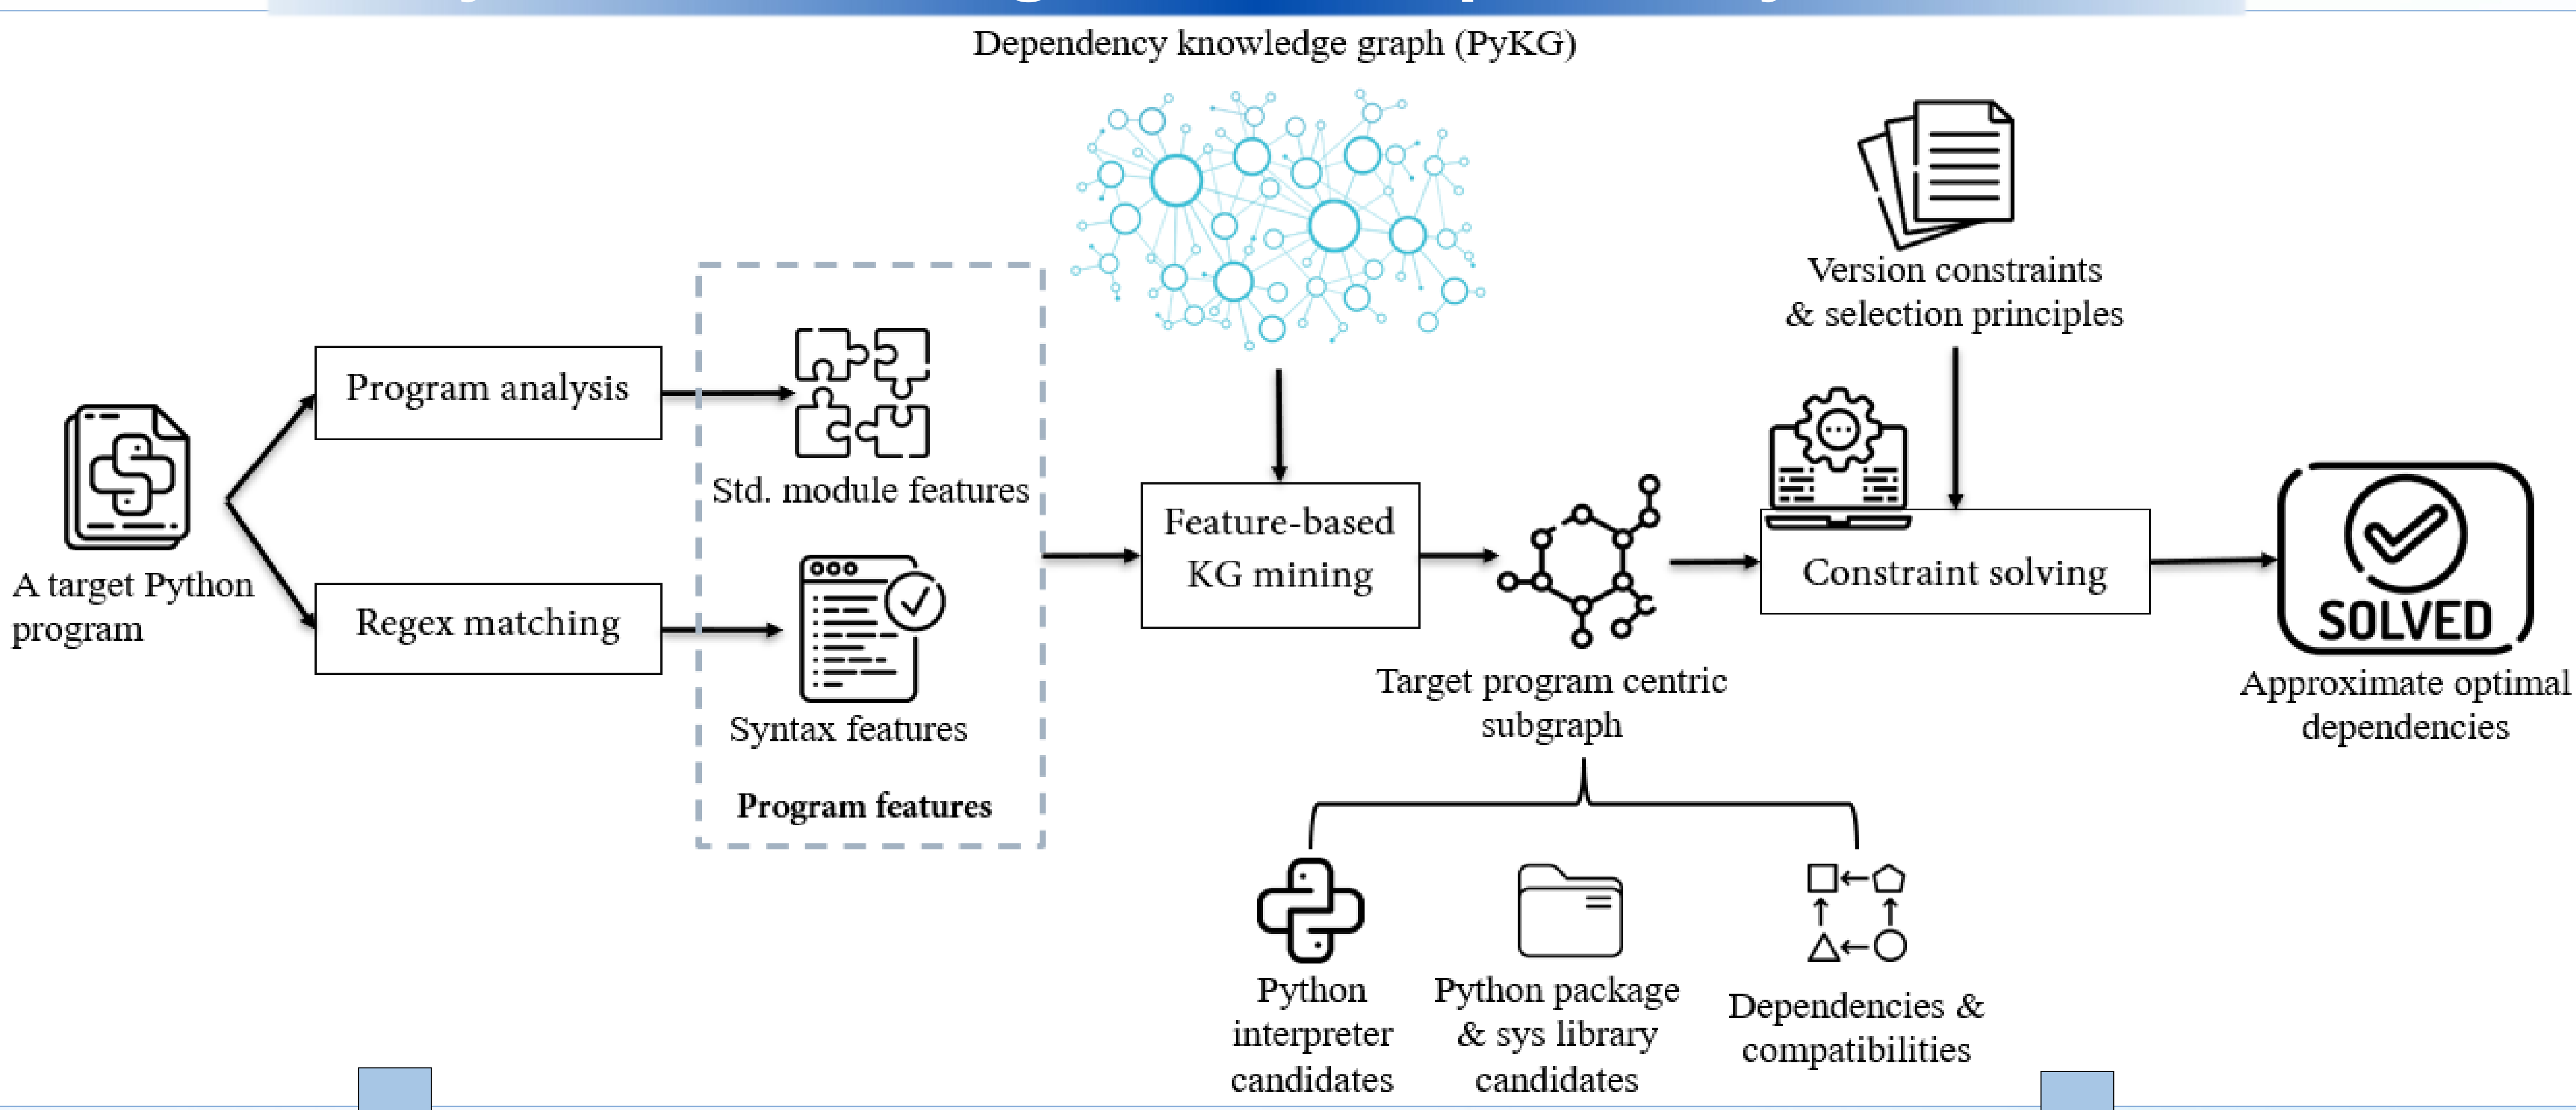 Dependency knowledge graph (PyKG)
Version constraints
& selection principles
Program analysis
Std. module features
A target Python
program
Regex matching
Syntax features
Program features
Feature-based
KG mining
Target program centric
subgraph
Constraint solving
SOLVED
Approximate optimal
dependencies
Python
interpreter
candidates
Python package
& sys library
candidates
Dependencies &
compatibilities